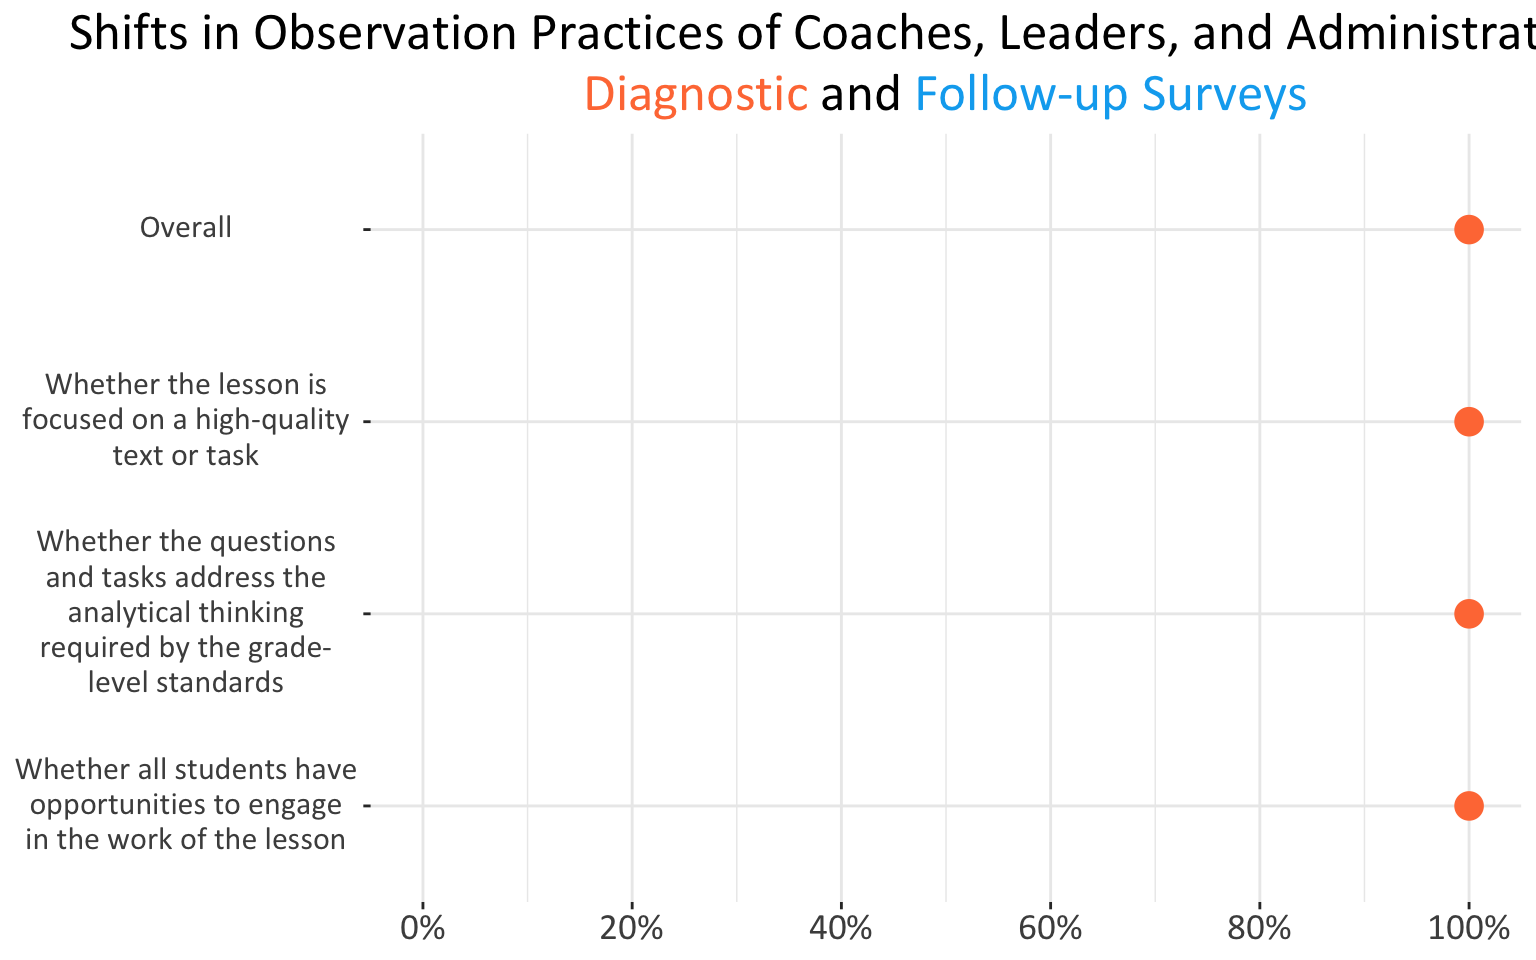 Shifts in Observation Practices of Coaches, Leaders, and Administrat
Diagnostic and Follow-up Surveys
Overall
Whether the lesson is
focused on a high-quality
text or task
Whether the questions
and tasks address the
analytical thinking
required by the grade-
level standards
Whether all students have
opportunities to engage
in the work of the lesson
0% 20% 40% 60% 80% 100%